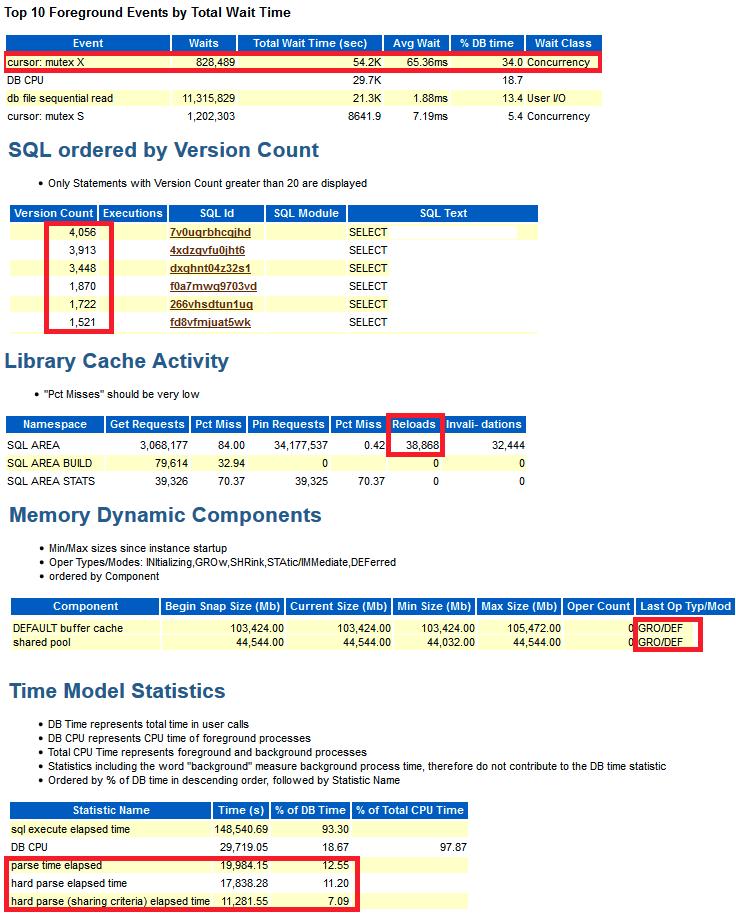 Top 10 Foreground Events by Total Wait Time
Event Waits Total Wait Time (sec) Avg Wait % DB time Wait Class
cursor: mutex X 828,489 54.2K 65.36ms 34.0 Concurrency
DB CPU 29.7K 18.7
db file sequential read 11,315,829 21.3K 1.88ms 13.4 User I/O
cursor: mutex S 1,202,303 8641.9 7.19ms 5.4 Concurrency
SQL ordered by Version Count
• Only Statements with Version Count greater than 20 are displayed
Version Count Executions SQL Id SQL Module SQL Text
4,056 7v0uqrbhcqjhd SELECT
3,913 4xdzqvfu0jht6 SELECT
3,448 dxqhnt04z32s1 SELECT
1,870 f0a7mwq9703vd SELECT
1,722 266vhsdtun1uq SELECT
1,521 fd8vfmjuat5wk SELECT
Library Cache Activity
• "Pct Misses" should be very low
Namespace Get Requests Pct Miss Pin Requests Pct Miss Reloads Invali- dations
SQL AREA 3,068,177 84.00 34,177,537 0.42 38,868 32,444
SQL AREA BUILD 79,614 32.94 0 0 0
SQL AREA STATS 39,326 70.37 39,325 70.37 0 0
Memory Dynamic Components
• Min/Max sizes since instance startup
• Oper Types/Modes: INItializing,GROw,SHRink,STAtic/IMMediate,DEFerred
• ordered by Component
Component Begin Snap Size (Mb) Current Size (Mb) Min Size (Mb) Max Size (Mb) Oper Count Last Op Typ/Mod
DEFAULT buffer cache 103,424.00 103,424.00 103,424.00 105,472.00 0 GRO/DEF
shared pool 44,544.00 44,544.00 44,032.00 44,544.00 0 GRO/DEF
Time Model Statistics
• DB Time represents total time in user calls
• DB CPU represents CPU time of foreground processes
• Total CPU Time represents foreground and background processes
• Statistics including the word "background" measure background process time, therefore do not contribute to the DB time statistic
• Ordered by % of DB time in descending order, followed by Statistic Name
Statistic Name Time (s) % of DB Time % of Total CPU Time
sql execute elapsed time 148,540.69 93.30
DB CPU 29,719.05 18.67 97.87
parse time elapsed 19,984.15 12.55
hard parse elapsed time 17,838.28 11.20
hard parse (sharing criteria) elapsed time 11,281.55 7.09